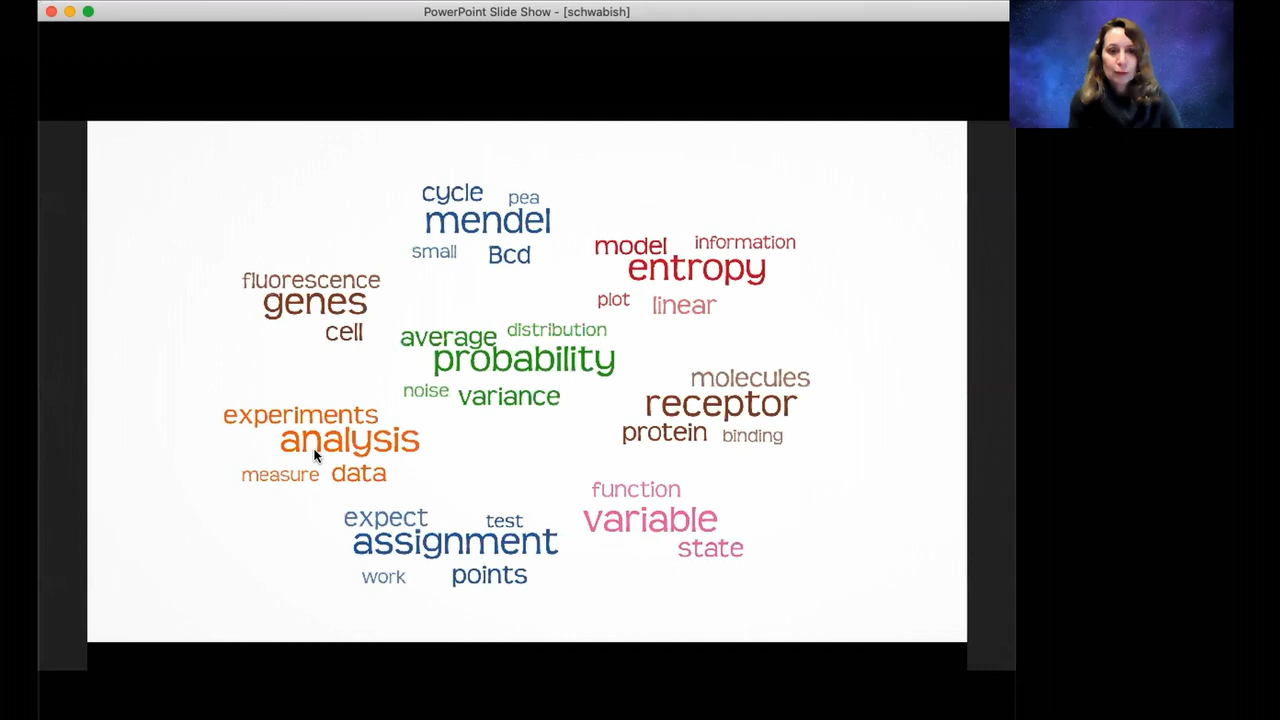 PowerPoint Slide Show - [schwabish]
cycle pea
mendel
small Bcd
model information
entropy
plot linear
fluorescence
genes
cell
average distribution
probability
noise variance
molecules
receptor
protein binding
experiments
analysis
measure data
function
variable
state
expect test
assignment
work points